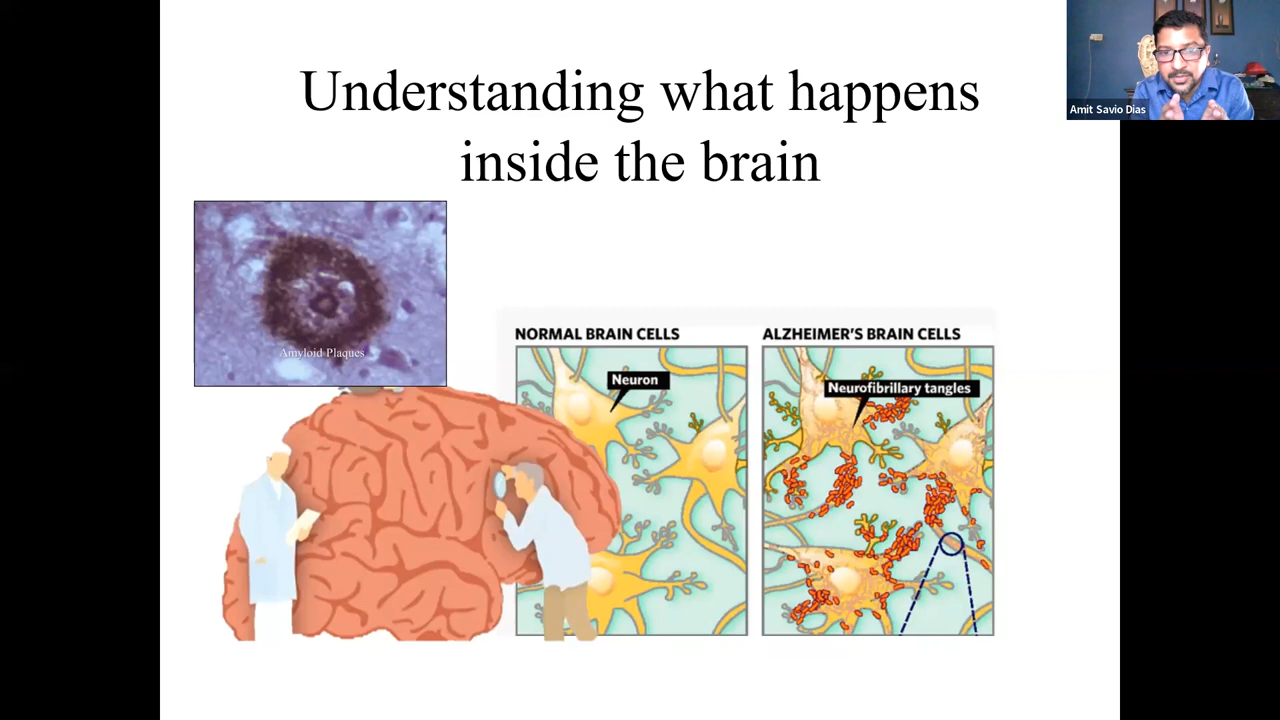 Understanding what happens
inside the brain
Amit Savio Dias
Amyloid Plaques
NORMAL BRAIN CELLS
Neuron
ALZHEIMER'S BRAIN CELLS
Neurofibrillary tangles